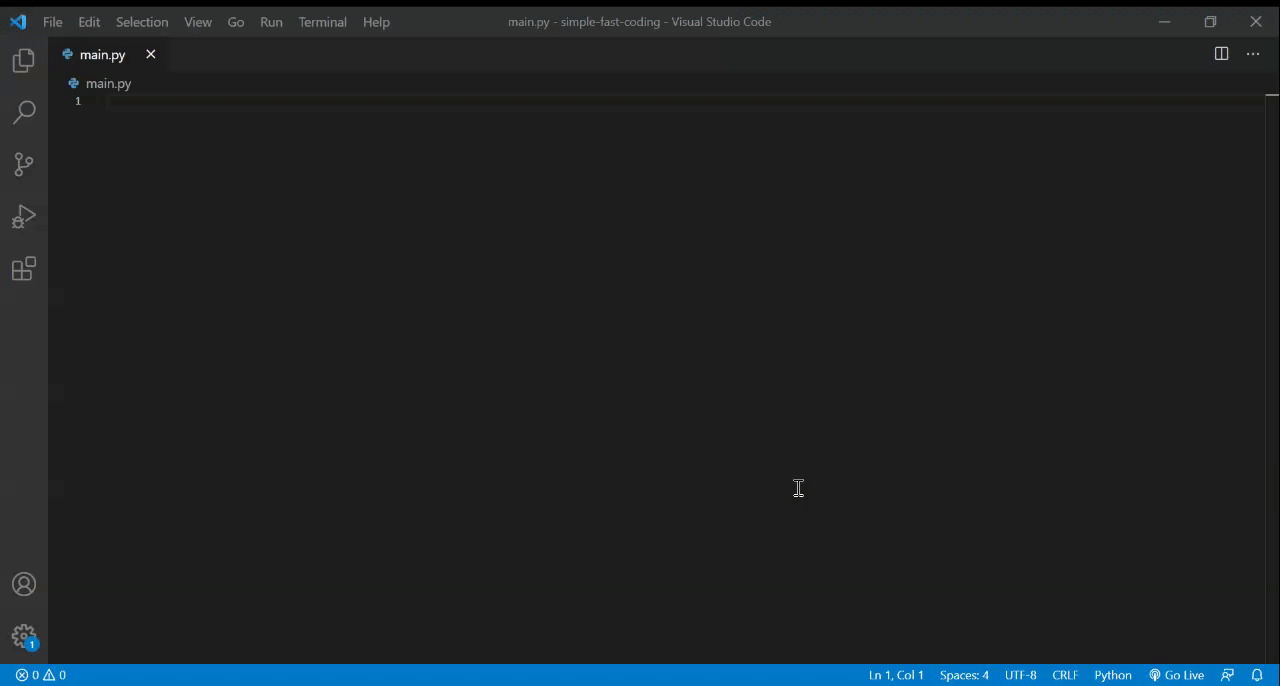 File Edit Selection View Go Run Terminal Help main.py - simple-fast-coding - Visual Studio Code
main.py
main.py
1
1
0 0 Ln 1, Col 1 Spaces: 4 UTF-8 CRLF Python Go Live